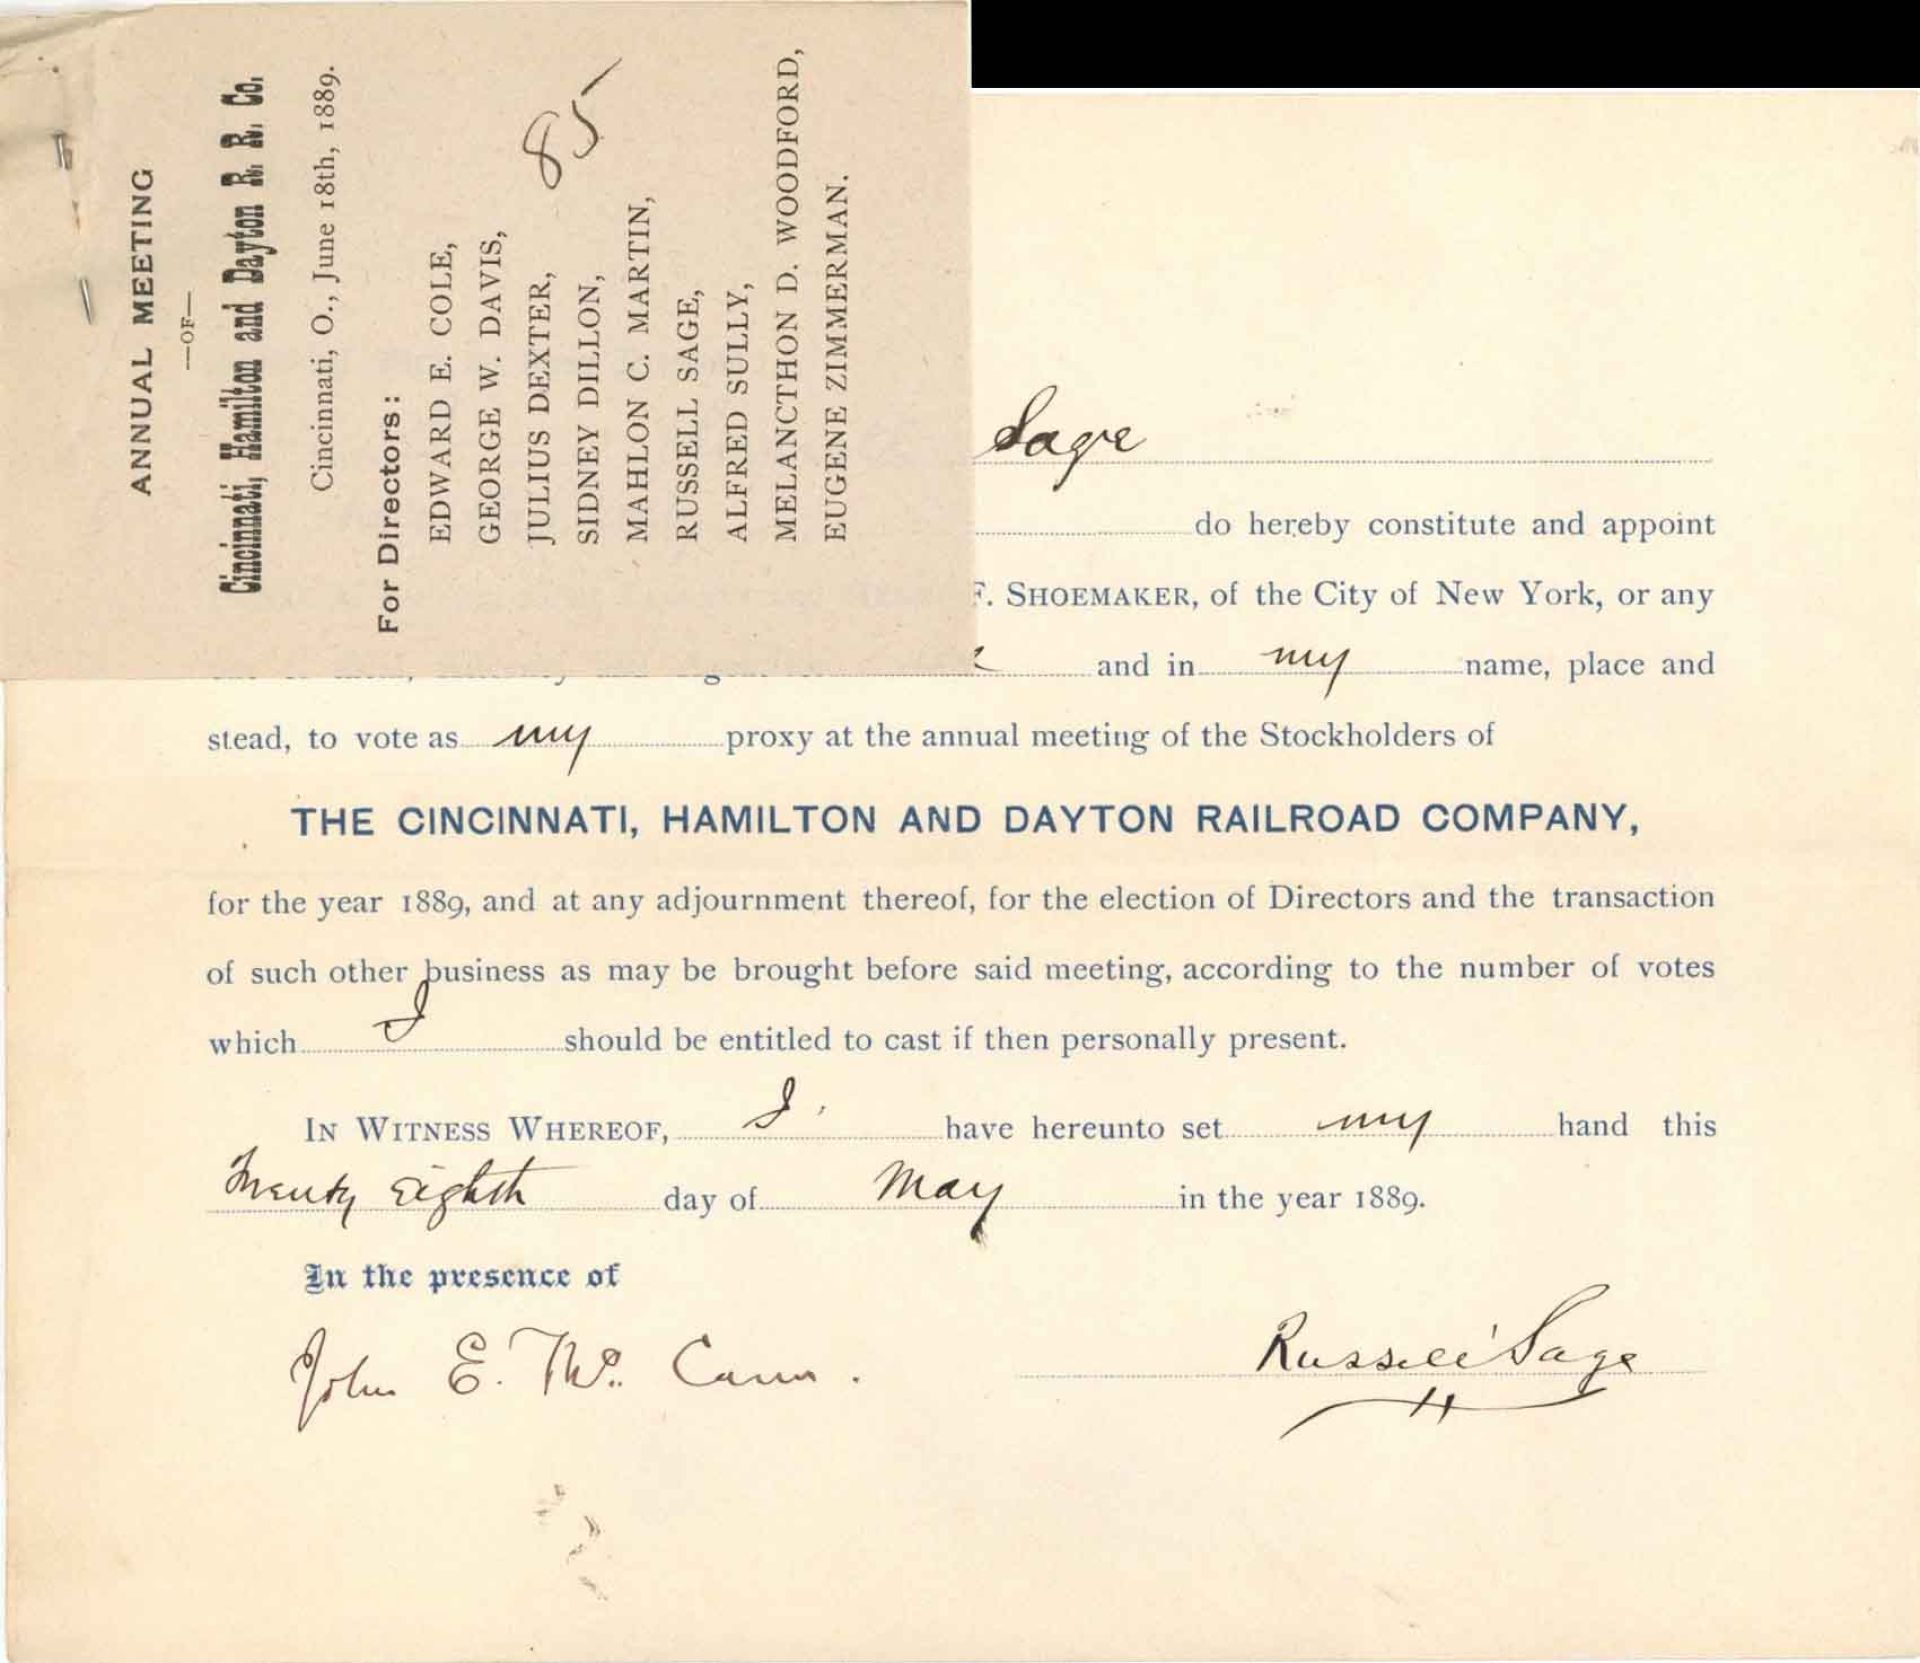 ANNUAL MEETING
—OF—
Cincinnati, Hamilton and Dayton R. R. Co.
Cincinnati, O., June 18th, 1889.
For Directors:
EDWARD E. COLE,
GEORGE W. DAVIS,
JULIUS DEXTER,
85
SIDNEY DILLON,
MAHLON C. MARTIN,
RUSSELL SAGE,
ALFRED SULLY,
MELANCTHON D. WOODFORD,
EUGENE ZIMMERMAN.
Sage
do hereby constitute and appoint
F. SHOEMAKER, of the City of New York, or any
and in my name, place and
stead, to vote as my proxy at the annual meeting of the Stockholders of
THE CINCINNATI, HAMILTON AND DAYTON RAILROAD COMPANY,
for the year 1889, and at any adjournment thereof, for the election of Directors and the transaction
of such other business as may be brought before said meeting, according to the number of votes
which I should be entitled to cast if then personally present.
IN WITNESS WHEREOF, I have hereunto set my hand this
Twenty Eighth day of May in the year 1889.
In the presence of
John E. Mc. Cann.
Russell Sage